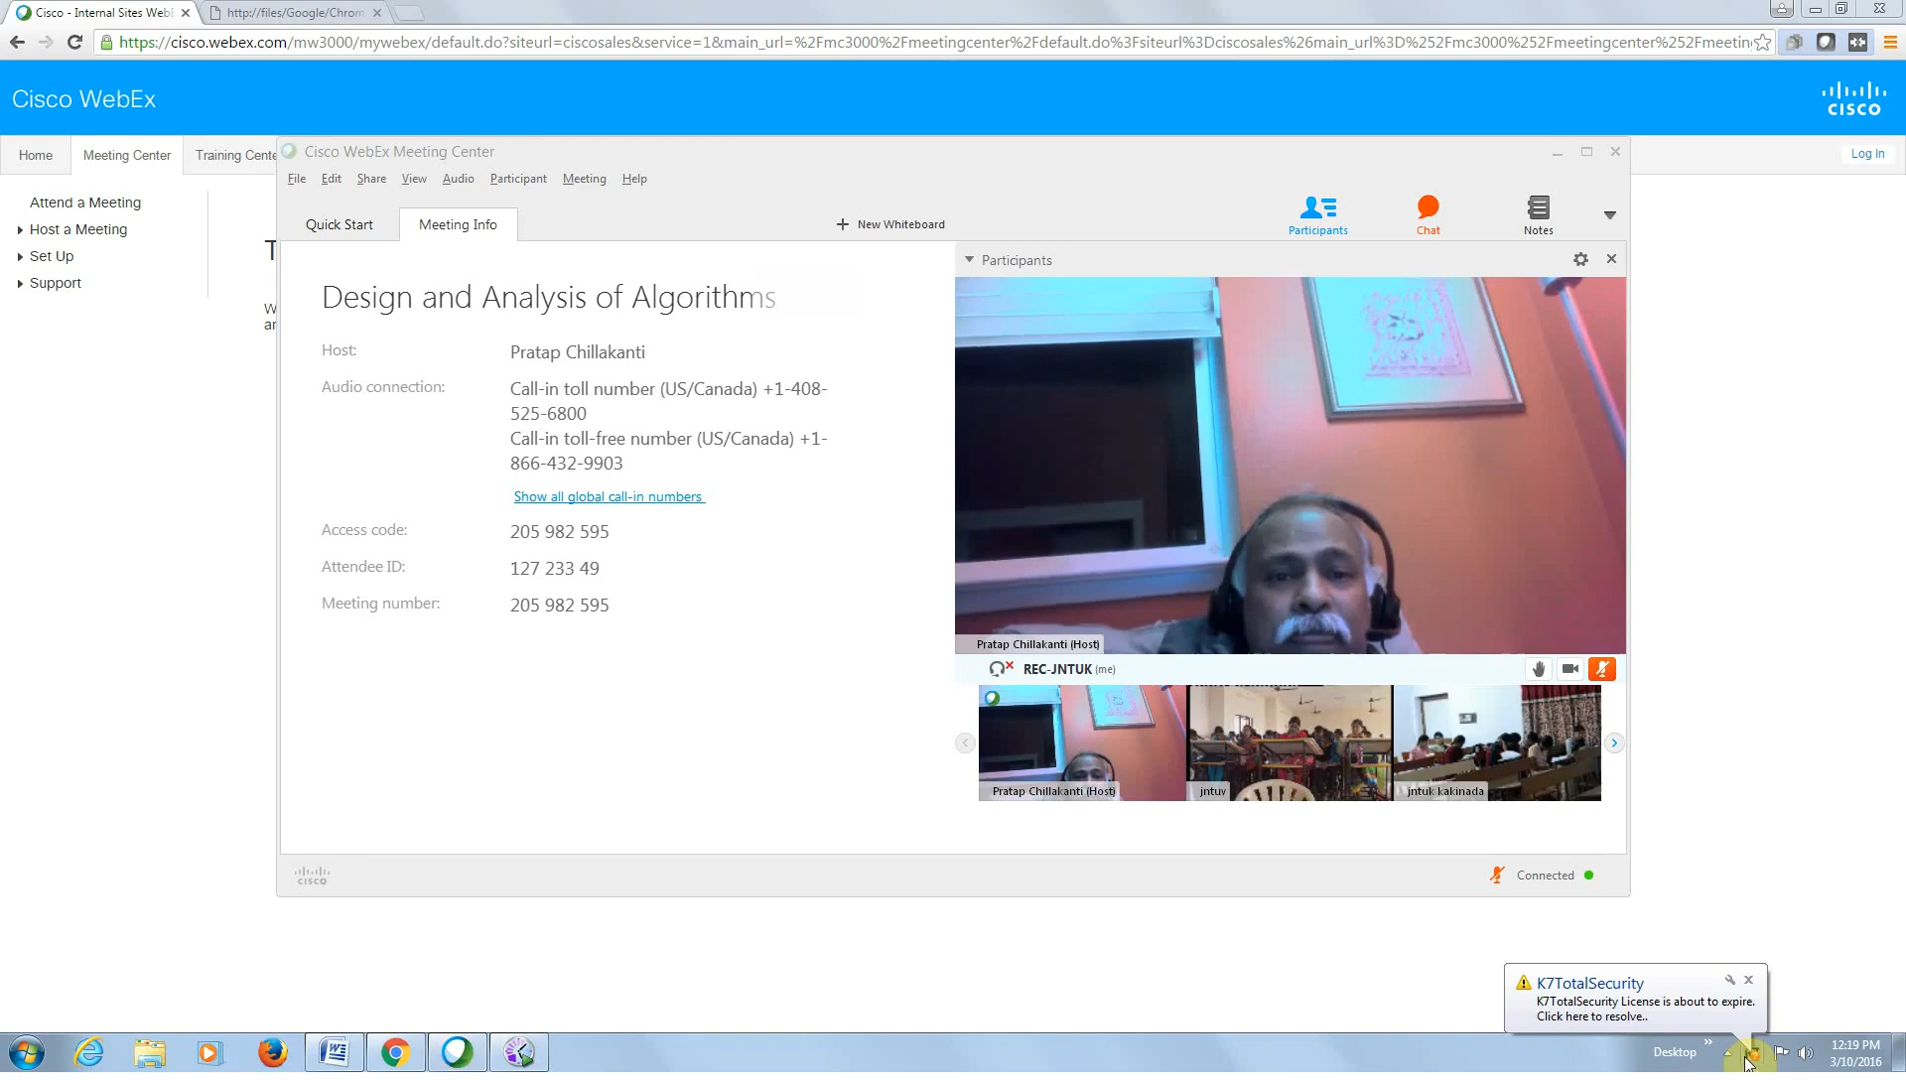 Cisco - Internal Sites WebE
http://files/Google/Chrom
https://cisco.webex.com/mw3000/mywebex/default.do?siteurl=ciscosales&service=1&main_url=%2Fmc3000%2Fmeetingcenter%2Fdefault.do%3Fsiteurl%3Dciscosales%26main_url%3D%252Fmc3000%252Fmeetingcenter%252Fmeetin
Cisco WebEx
CISCO
Home
Meeting Center
Training Cente
Log In
Attend a Meeting
Host a Meeting
Set Up
Support
T
W
ar
Cisco WebEx Meeting Center
File Edit Share View Audio Participant Meeting Help
Quick Start
Meeting Info
New Whiteboard
Participants
Chat
Notes
Participants
Design and Analysis of Algorithms
Host: Pratap Chillakanti
Audio connection: Call-in toll number (US/Canada) +1-408-
525-6800
Call-in toll-free number (US/Canada) +1-
866-432-9903
Show all global call-in numbers
Access code: 205 982 595
Attendee ID: 127 233 49
Meeting number: 205 982 595
Pratap Chillakanti (Host)
REC-JNTUK (me)
Pratap Chillakanti (Host)
jntuv
jntuk kakinada
CISCO
Connected
K7TotalSecurity
K7TotalSecurity License is about to expire.
Click here to resolve..
Desktop
12:19 PM
3/10/2016